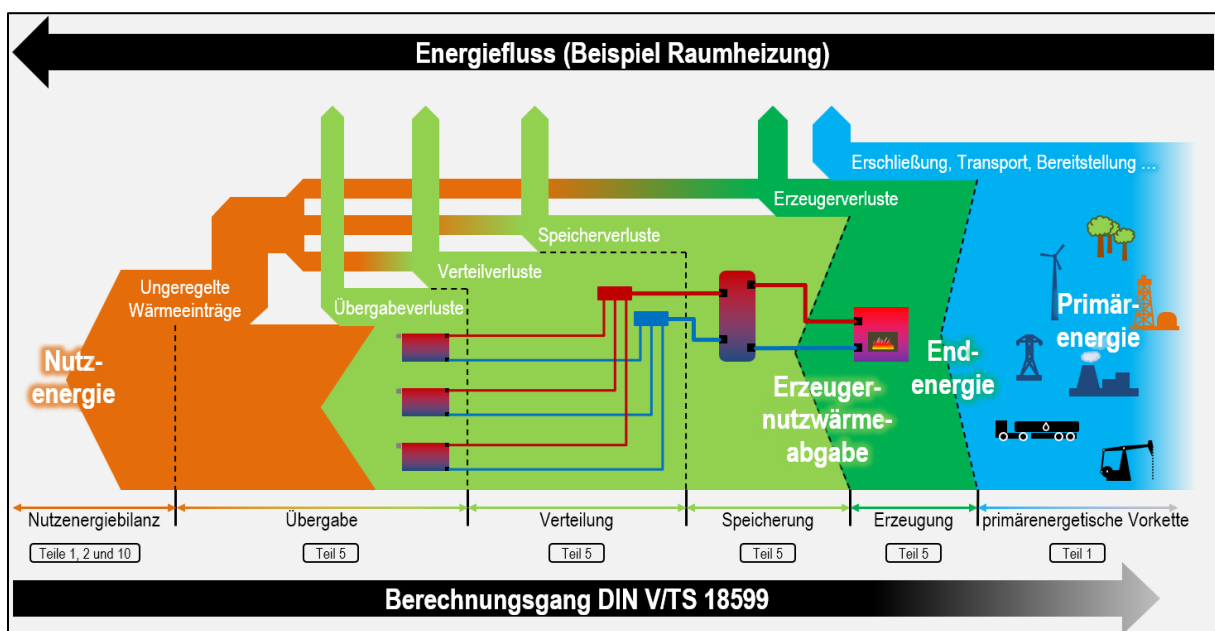 Energiefluss (Beispiel Raumheizung)
Erschließung, Transport, Bereitstellung ...
Erzeugerverluste
Speicherverluste
Verteilverluste
Ungeregelte
Wärmeeinträge
Übergabeverluste
Primär-
energie
Nutz-
energie
End-
energie
Erzeuger-
nutzwärme-
abgabe
Nutzenergiebilanz
Übergabe
Verteilung
Speicherung
Erzeugung
primärenergetische Vorkette
Teile 1, 2 und 10
Teil 5
Teil 5
Teil 5
Teil 5
Teil 1
Berechnungsgang DIN V/TS 18599